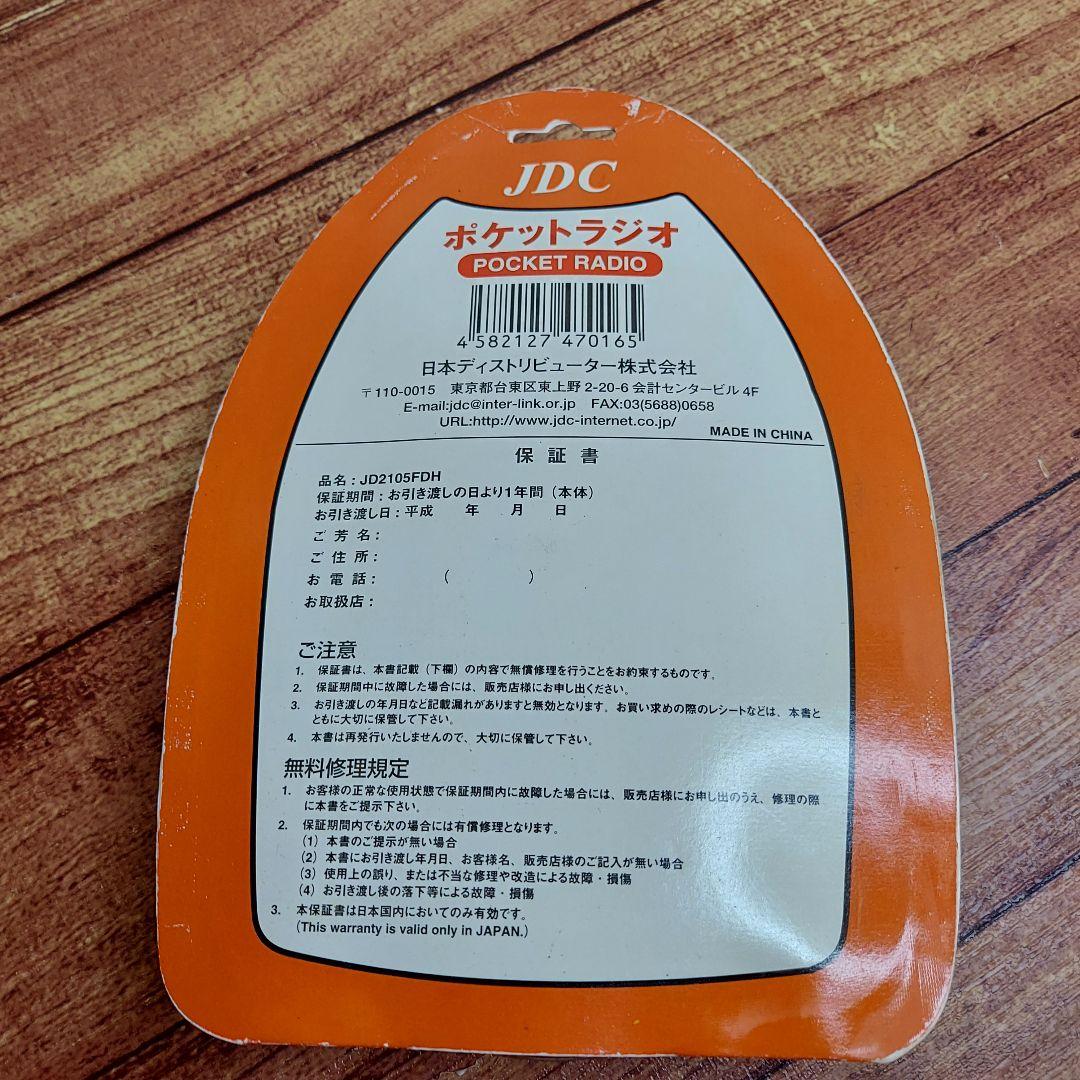 JDC
ポケットラジオ
POCKET RADIO
4 582127 470165
日本ディストリビューター株式会社
〒110-0015 東京都台東区東上野2-20-6 会計センタービル 4F
E-mail:jdc@inter-link.or.jp FAX:03(5688)0658
URL:http://www.jdc-internet.co.jp/
MADE IN CHINA
保証書
品名：JD2105FDH
保証期間：お引き渡しの日より1年間（本体）
お引き渡し日：平成 年 月 日
ご芳名：
ご住所：
お電話： （ ）
お取扱店：
ご注意
1. 保証書は、本書記載（下欄）の内容で無償修理を行うことをお約束するものです。
2. 保証期間中に故障した場合には、販売店様にお申し出ください。
3. お引き渡しの年月日など記載漏れがありますと無効となります。お買い求めの際のレシートなどは、本書と
ともに大切に保管して下さい。
4. 本書は再発行いたしませんので、大切に保管して下さい。
無料修理規定
1. お客様の正常な使用状態で保証期間内に故障した場合には、販売店様にお申し出のうえ、修理の際
に本書をご提示下さい。
2. 保証期間内でも次の場合には有償修理となります。
（1）本書のご提示が無い場合
（2）本書にお引き渡し年月日、お客様名、販売店様のご記入が無い場合
（3）使用上の誤り、または不当な修理や改造による故障・損傷
（4）お引き渡し後の落下等による故障・損傷
3. 本保証書は日本国内においてのみ有効です。
(This warranty is valid only in JAPAN.)